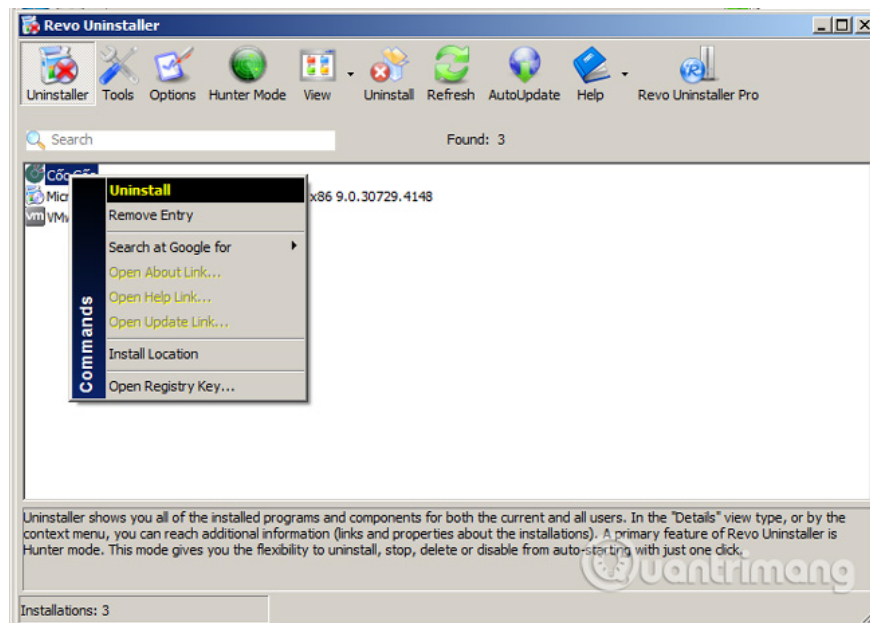 Revo Uninstaller
Uninstaller Tools Options Hunter Mode View Uninstall Refresh AutoUpdate Help Revo Uninstaller Pro
Search Found: 3
Cốc Cốc
x86 9.0.30729.4148
vm
Commands
Uninstall
Remove Entry
Search at Google for
Open About Link...
Open Help Link...
Open Update Link...
Install Location
Open Registry Key...
Uninstaller shows you all of the installed programs and components for both the current and all users. In the "Details" view type, or by the
context menu, you can reach additional information (links and properties about the installations). A primary feature of Revo Uninstaller is
Hunter mode. This mode gives you the flexibility to uninstall, stop, delete or disable from auto-starting with just one click.
Quantrimang
Installations: 3